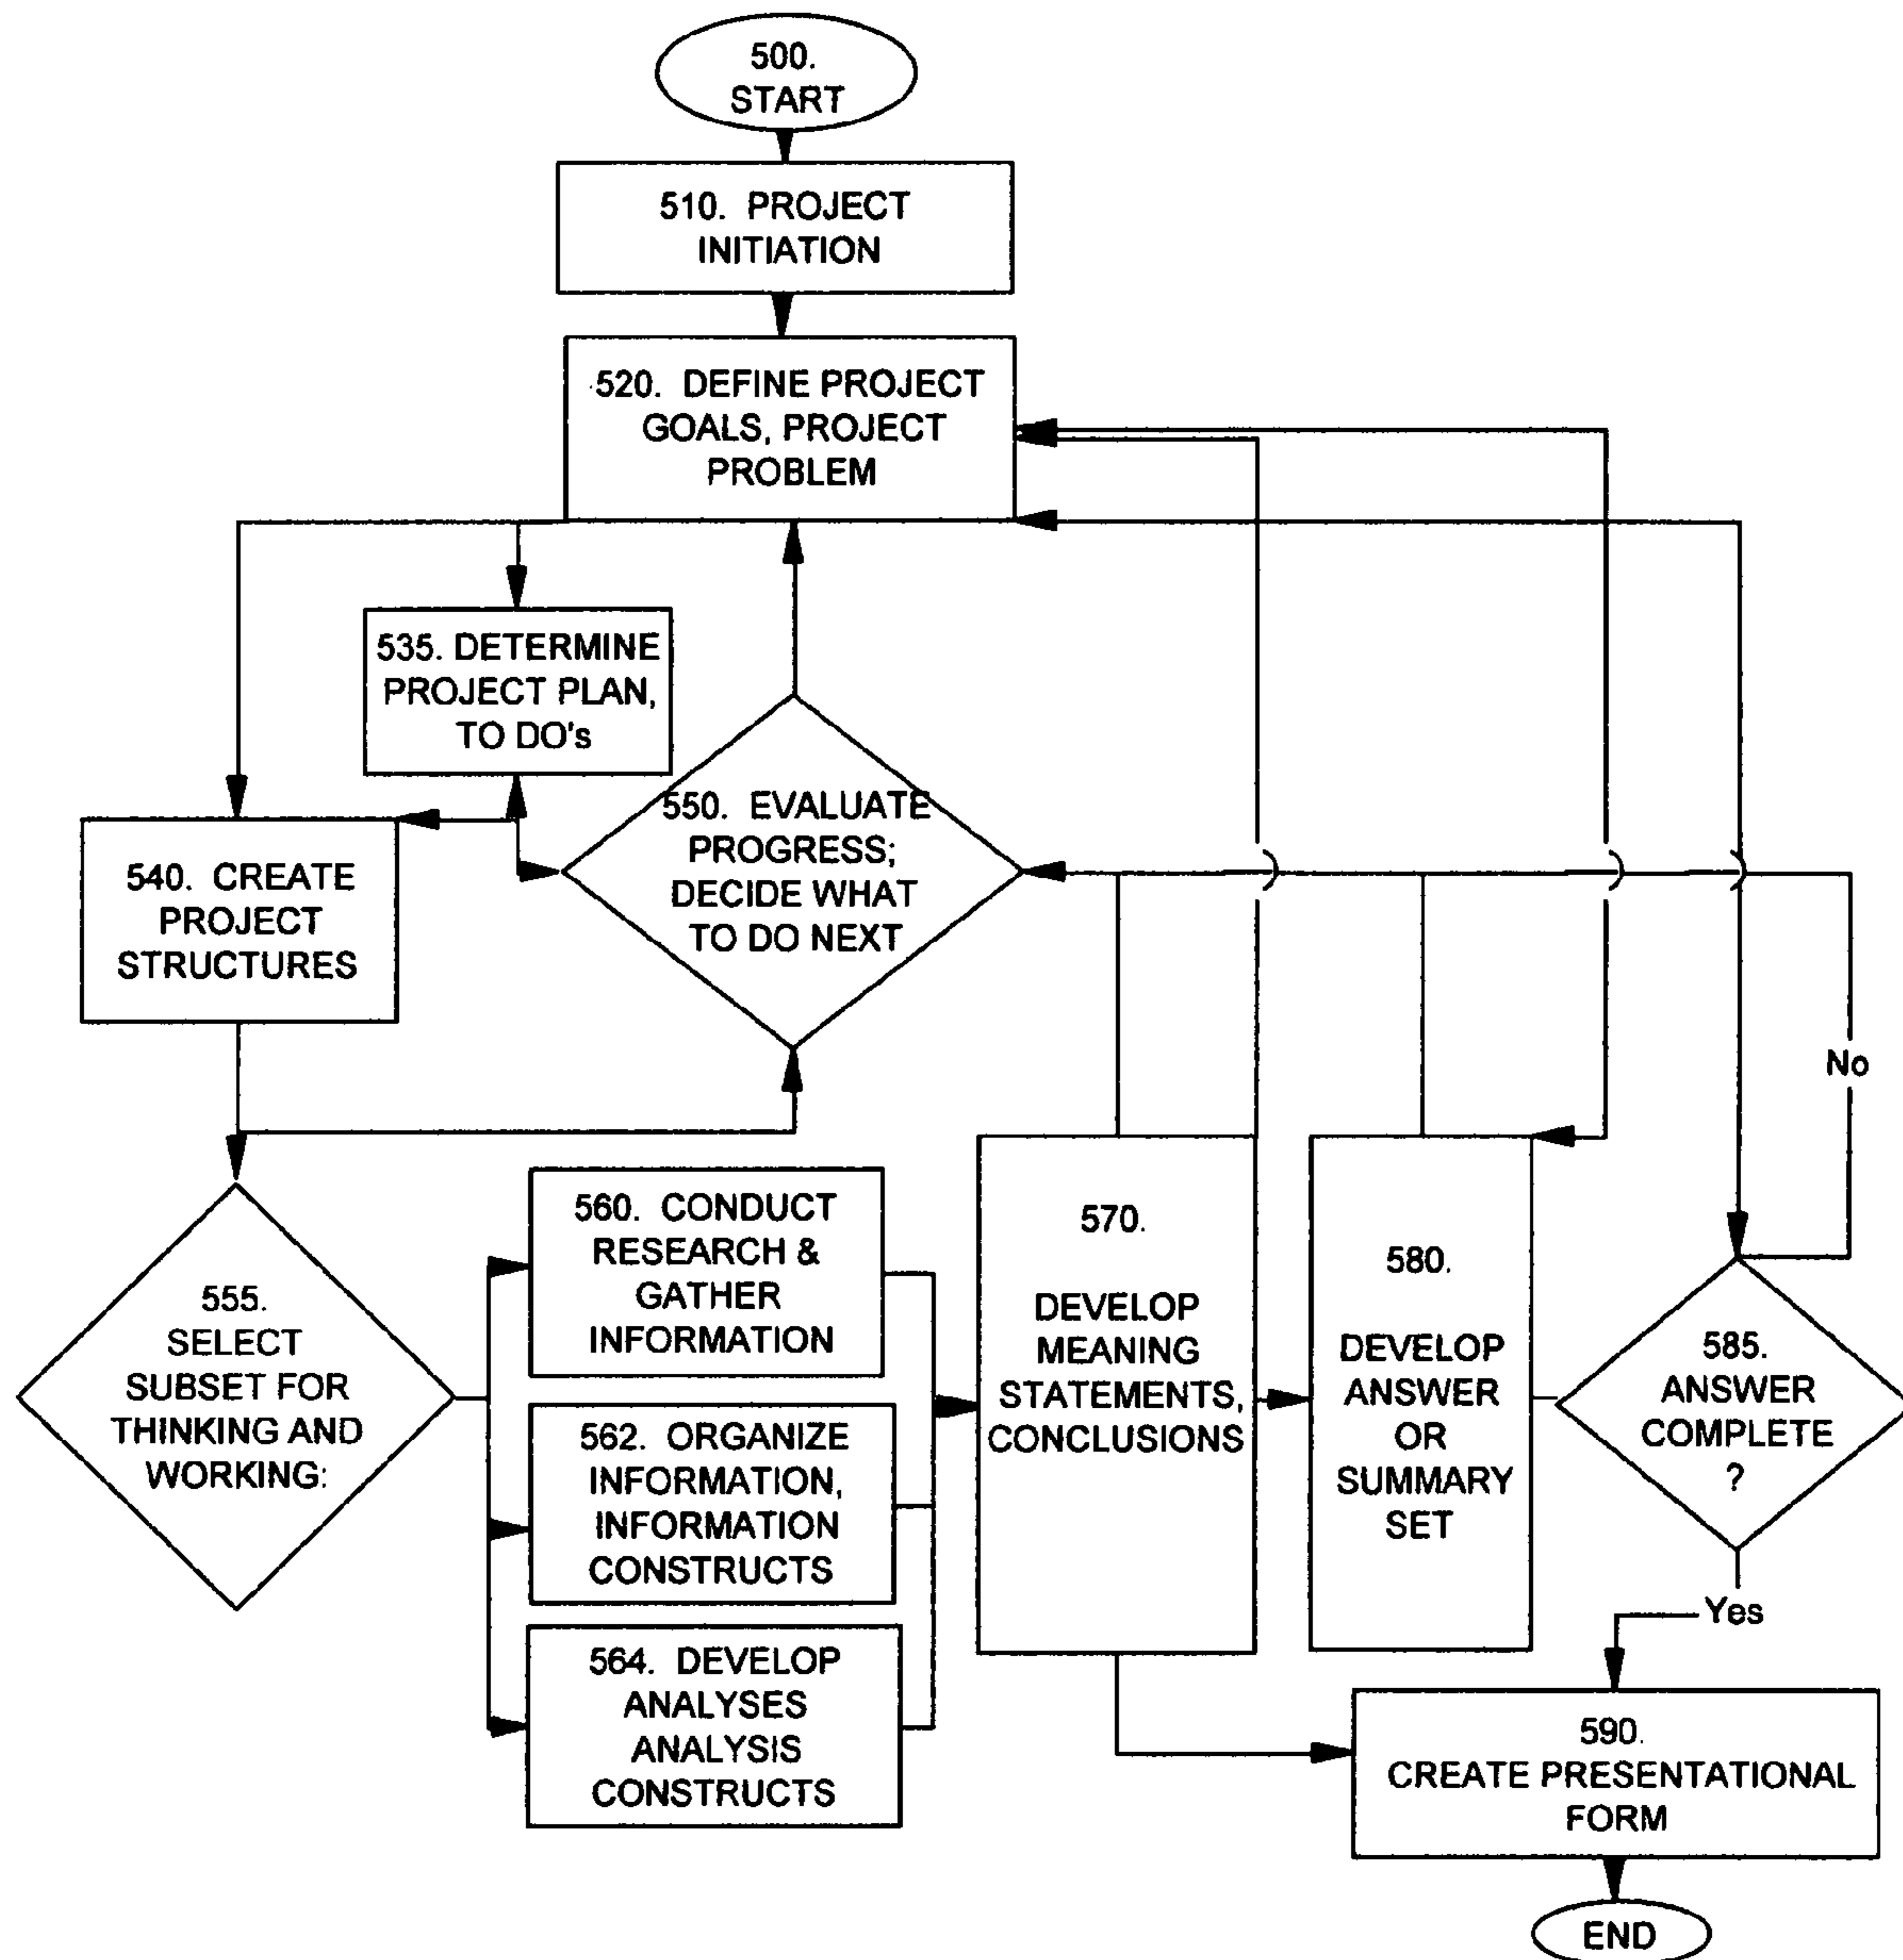 500.
START
510. PROJECT
INITIATION
520. DEFINE PROJECT
GOALS, PROJECT
PROBLEM
535. DETERMINE
PROJECT PLAN,
TO DO's
550. EVALUATE
PROGRESS;
DECIDE WHAT
TO DO NEXT
540. CREATE
PROJECT
STRUCTURES
No
555.
SELECT
SUBSET FOR
THINKING AND
WORKING:
560. CONDUCT
RESEARCH &
GATHER
INFORMATION
562. ORGANIZE
INFORMATION,
INFORMATION
CONSTRUCTS
564. DEVELOP
ANALYSES
ANALYSIS
CONSTRUCTS
570.
DEVELOP
MEANING
STATEMENTS,
CONCLUSIONS
580.
DEVELOP
ANSWER
OR
SUMMARY
SET
585.
ANSWER
COMPLETE
?
Yes
590.
CREATE PRESENTATIONAL
FORM
END